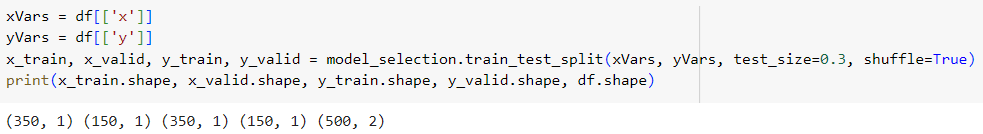 xVars = df[['x']]
yVars = df[['y']]
x_train, x_valid, y_train, y_valid = model_selection.train_test_split(xVars, yVars, test_size=0.3, shuffle=True)
print(x_train.shape, x_valid.shape, y_train.shape, y_valid.shape, df.shape)
(350, 1) (150, 1) (350, 1) (150, 1) (500, 2)